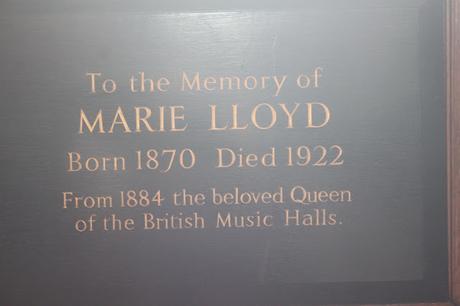 To the Memory of
MARIE LLOYD
Born 1870 Died 1922
From 1884 the beloved Queen
of the British Music Halls.